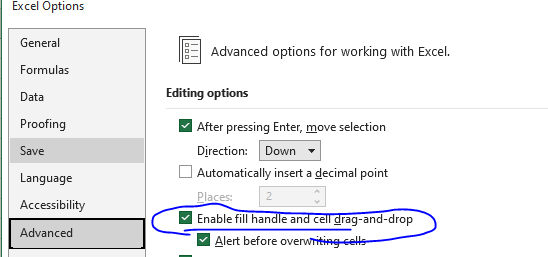 Excel Options
General
Formulas
Data
Proofing
Save
Language
Accessibility
Advanced
Advanced options for working with Excel.
Editing options
After pressing Enter, move selection
Direction: Down
Automatically insert a decimal point
Places: 2
Enable fill handle and cell drag-and-drop
Alert before overwriting cells